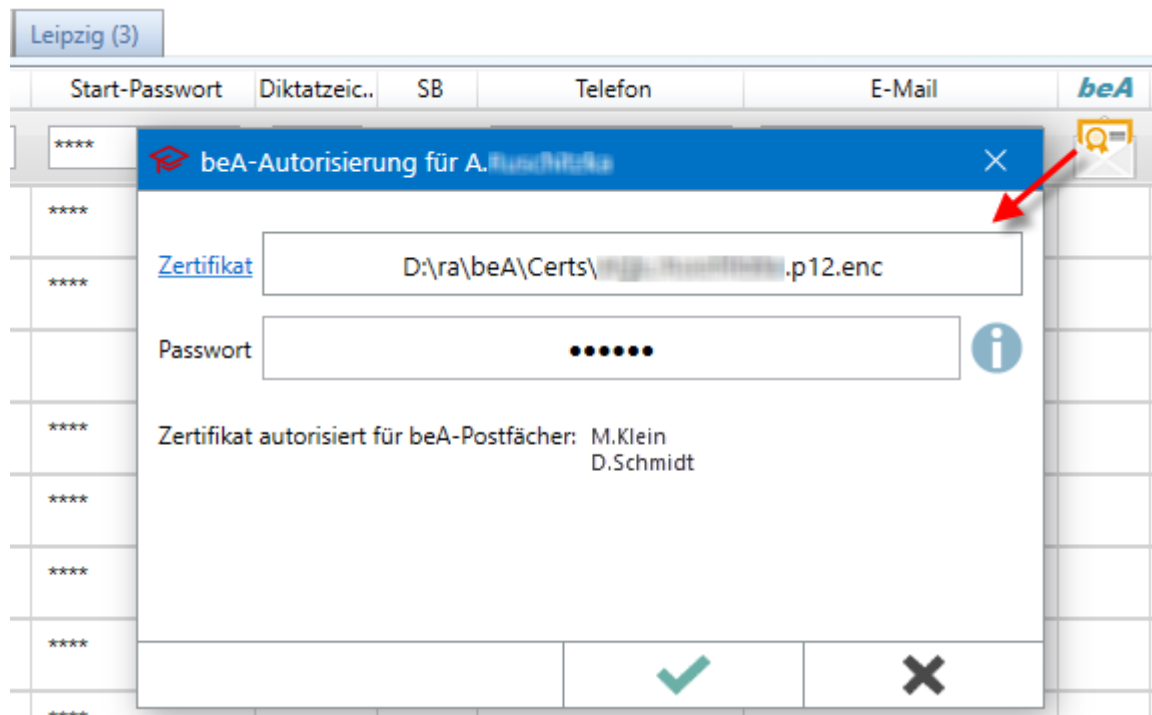 Leipzig (3)
Start-Passwort Diktatzeic.. SB Telefon E-Mail beA
****
beA-Autorisierung für A.
****
Zertifikat D:\ra\beA\Certs\ .p12.enc
****
Passwort ••••••
****
Zertifikat autorisiert für beA-Postfächer: M.Klein
D.Schmidt
****
****
****
****